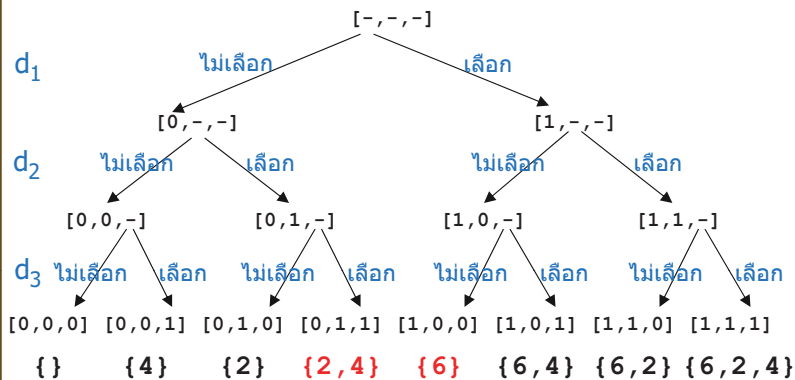 [-,-,-]
d1 ไม่เลือก เลือก
[0,-,-] [1,-,-]
d2 ไม่เลือก เลือก ไม่เลือก เลือก
[0,0,-] [0,1,-] [1,0,-] [1,1,-]
d3 ไม่เลือก เลือก ไม่เลือก เลือก ไม่เลือก เลือก ไม่เลือก เลือก
[0,0,0] [0,0,1] [0,1,0] [0,1,1] [1,0,0] [1,0,1] [1,1,0] [1,1,1]
{} {4} {2} {2,4} {6} {6,4} {6,2} {6,2,4}